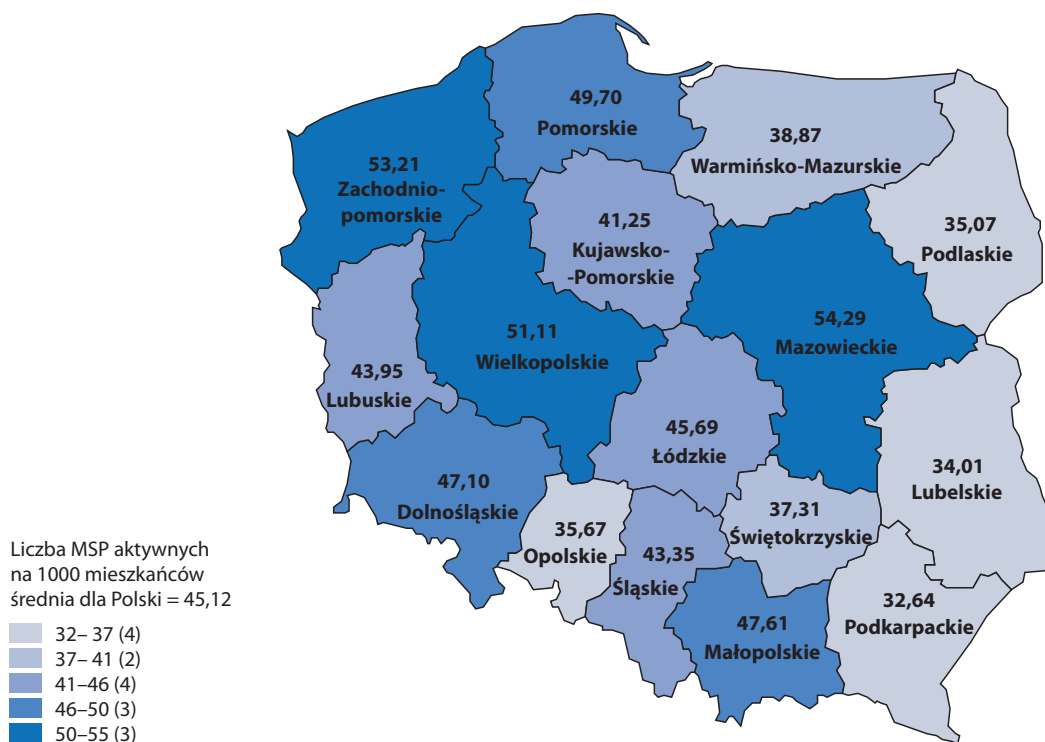 49,70
Pomorskie
38,87
Warmińsko-Mazurskie
53,21
Zachodnio-
pomorskie
41,25
Kujawsko-
-Pomorskie
35,07
Podlaskie
51,11
Wielkopolskie
54,29
Mazowieckie
43,95
Lubuskie
45,69
Łódzkie
34,01
Lubelskie
47,10
Dolnośląskie
37,31
Świętokrzyskie
35,67
Opolskie
43,35
Śląskie
32,64
Podkarpackie
47,61
Małopolskie
Liczba MSP aktywnych
na 1000 mieszkańców
średnia dla Polski = 45,12
32– 37 (4)
37– 41 (2)
41–46 (4)
46–50 (3)
50–55 (3)